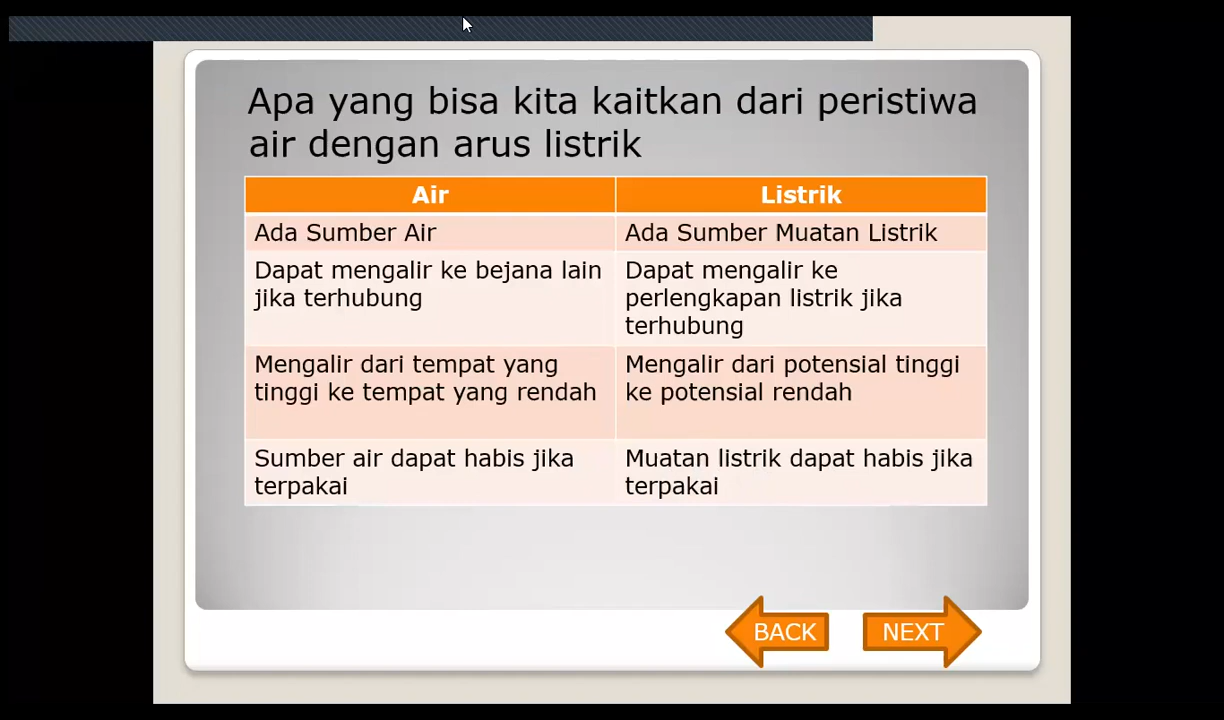 Apa yang bisa kita kaitkan dari peristiwa
air dengan arus listrik
Air
Listrik
Ada Sumber Air
Ada Sumber Muatan Listrik
Dapat mengalir ke bejana lain
jika terhubung
Dapat mengalir ke
perlengkapan listrik jika
terhubung
Mengalir dari tempat yang
tinggi ke tempat yang rendah
Mengalir dari potensial tinggi
ke potensial rendah
Sumber air dapat habis jika
terpakai
Muatan listrik dapat habis jika
terpakai
BACK
NEXT